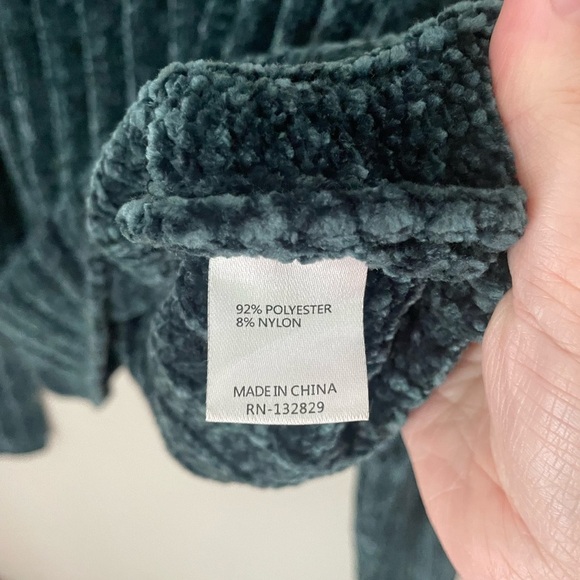 92% POLYESTER
8% NYLON
MADE IN CHINA
RN-132829